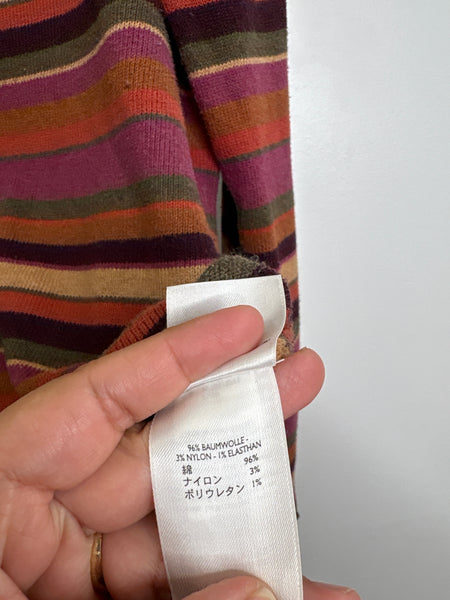 96% BAUMWOLLE -
3% NYLON - 1% ELASTHAN
綿 96%
ナイロン 3%
ポリウレタン 1%